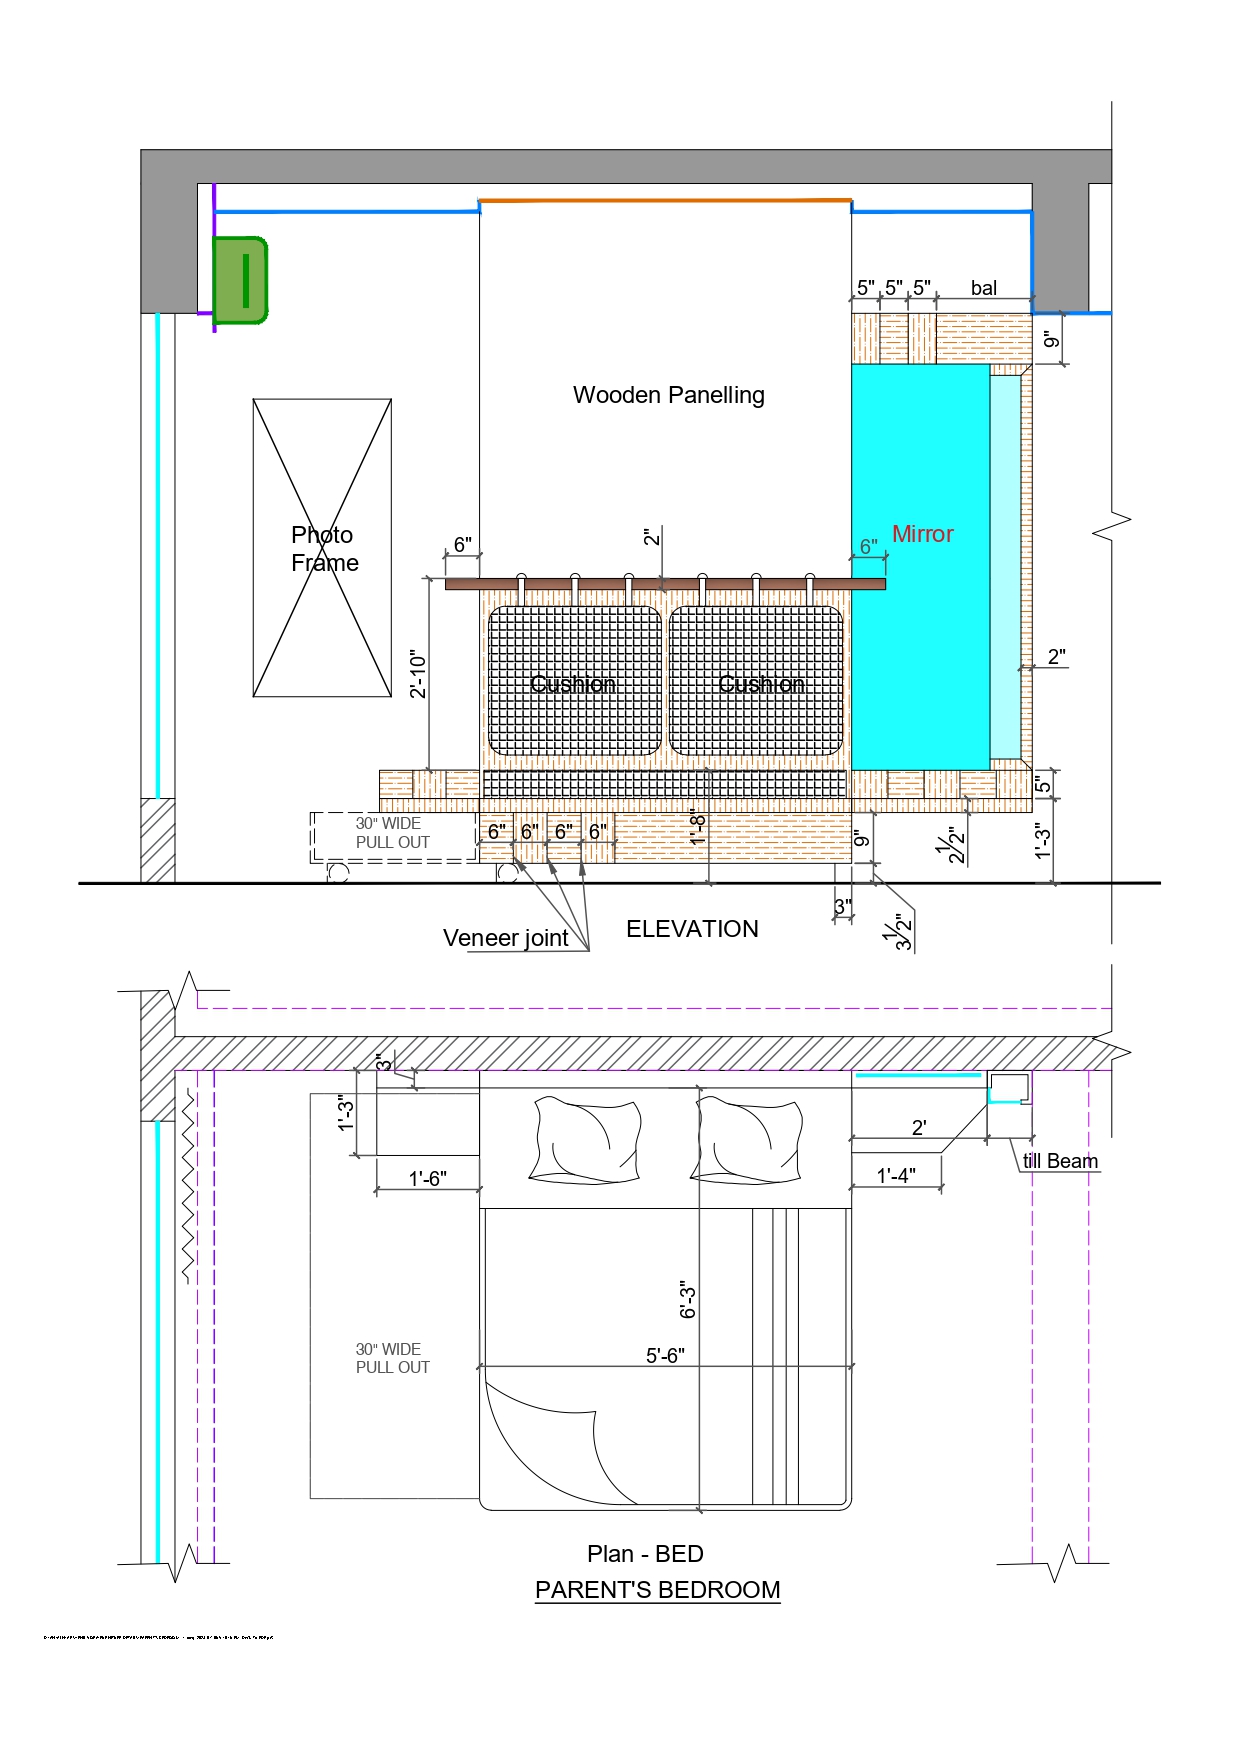 5" 5" 5" bal
9"
Wooden Panelling
Photo
Frame
Mirror
6"
2"
6"
2'-10"
Cushion
Cushion
2"
5"
30" WIDE
PULL OUT
6" 6" 6" 6"
1'-8"
9"
2 1/2"
1'-3"
3"
3 1/2"
Veneer joint
ELEVATION
3"
1'-3"
2'
till Beam
1'-6"
1'-4"
6'-3"
30" WIDE
PULL OUT
5'-6"
Plan - BED
PARENT'S BEDROOM